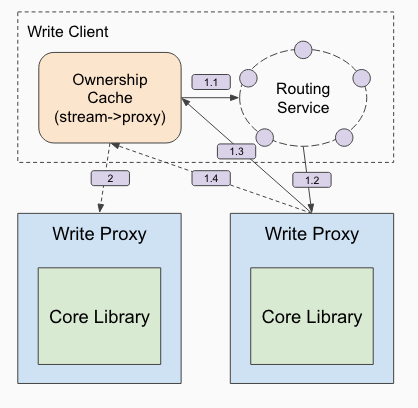 Write Client
Ownership
Cache
(stream->proxy)
1.1
Routing
Service
1.3
2
1.4
1.2
Write Proxy
Write Proxy
Core Library
Core Library